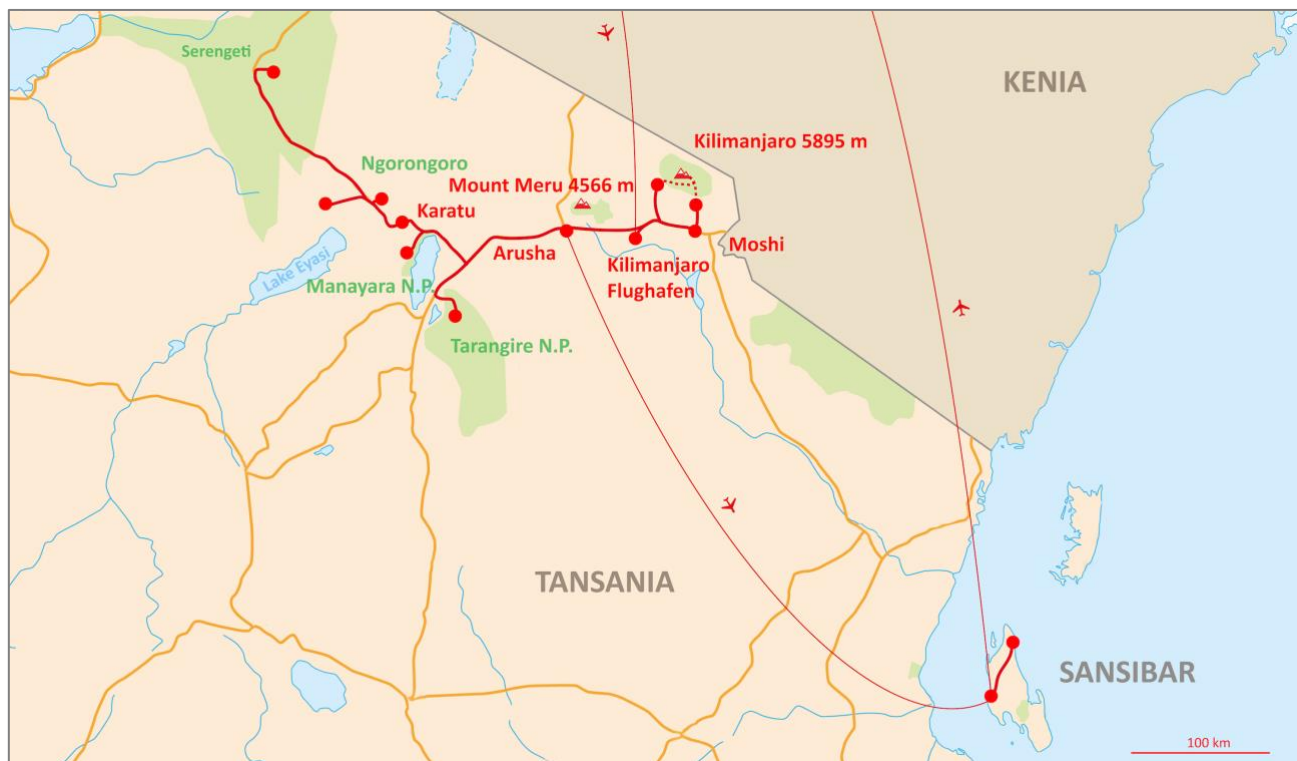 Serengeti
KENIA
Kilimanjaro 5895 m
Ngorongoro
Mount Meru 4566 m
Karatu
Arusha
Moshi
Kilimanjaro
Flughafen
Lake Eyasi
Manayara N.P.
Tarangire N.P.
TANSANIA
SANSIBAR
100 km